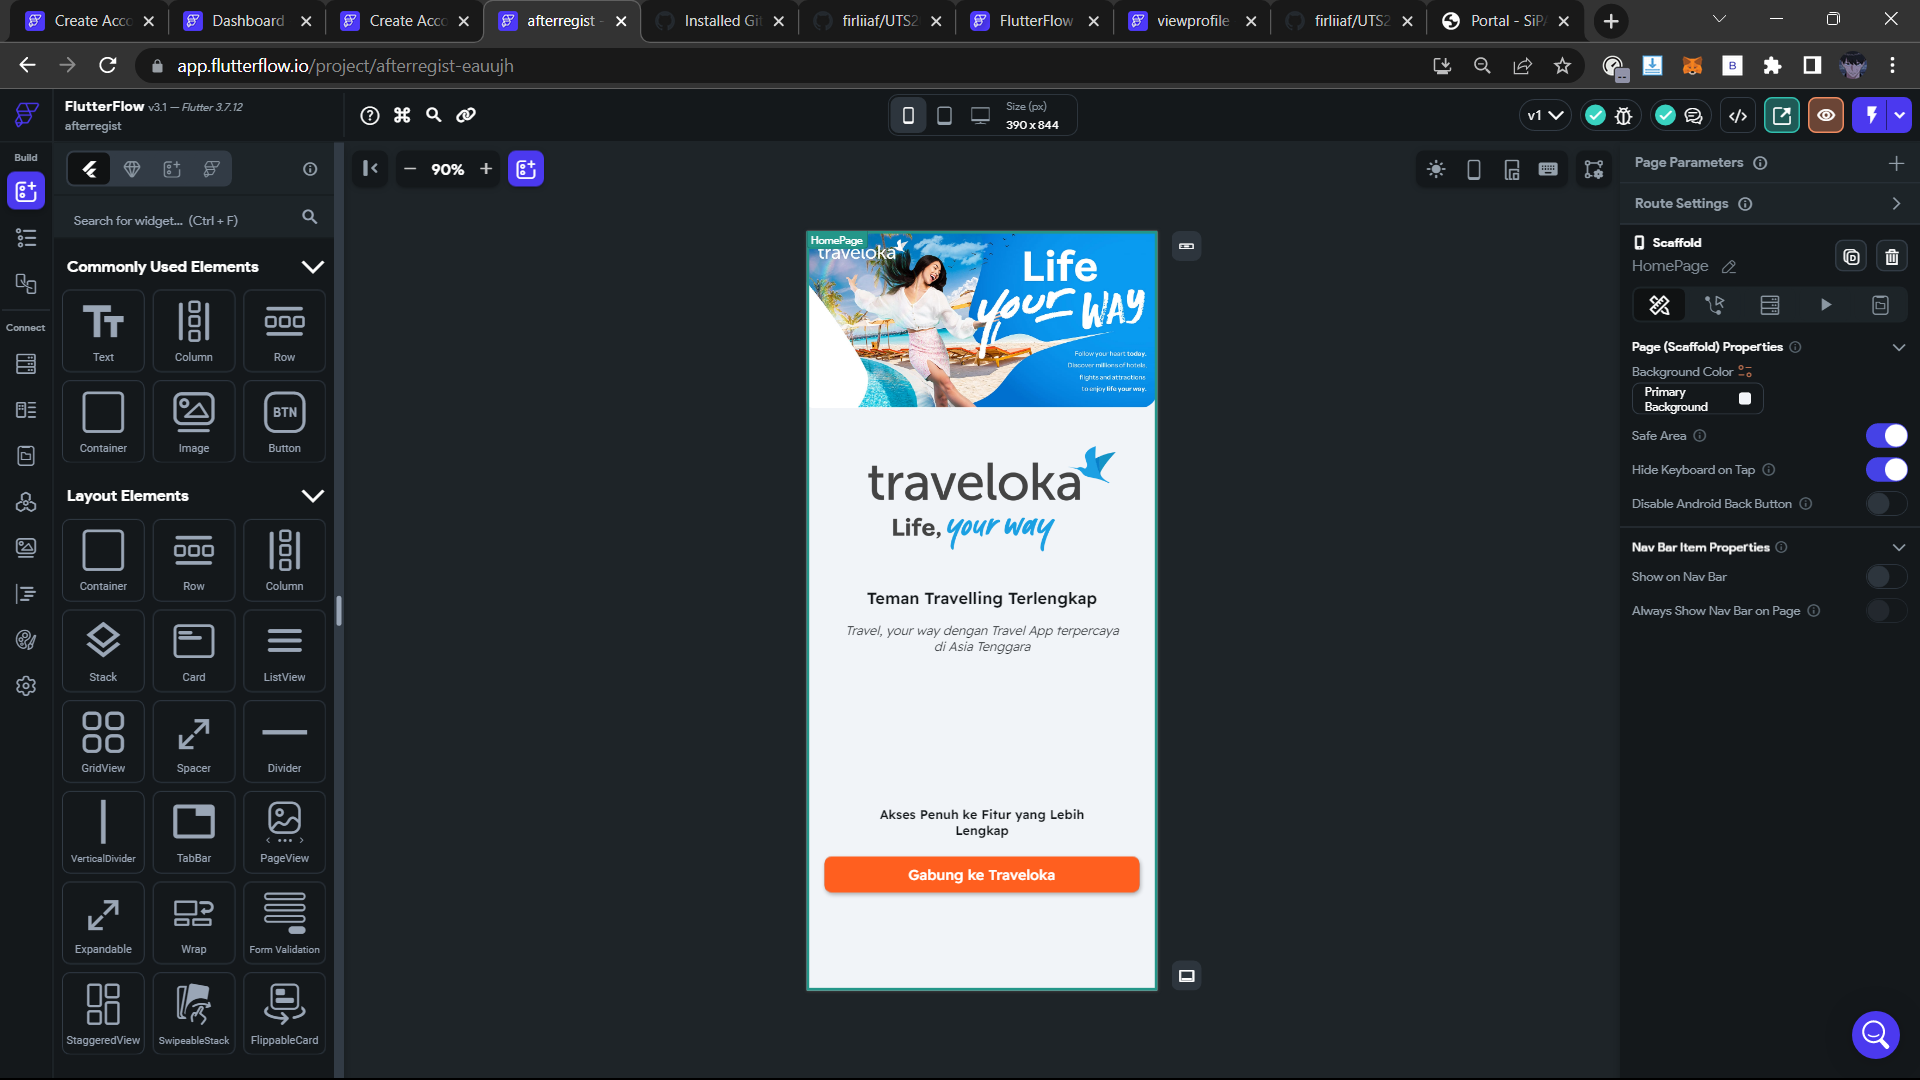 Create Acco
Dashboard
Create Acco
afterregist -
Installed Git
firliiaf/UTS2
FlutterFlow
viewprofile
firliiaf/UTS2
Portal - SiPA
app.flutterflow.io/project/afterregist-eauujh
FlutterFlow v3.1 — Flutter 3.7.12
afterregist
Size (px)
390 x 844
v1
Build
Connect
Search for widget... (Ctrl + F)
90%
Commonly Used Elements
Text
Column
Row
Container
Image
BTN
Button
Layout Elements
Container
Row
Column
Stack
Card
ListView
GridView
Spacer
Divider
VerticalDivider
TabBar
PageView
Expandable
Wrap
Form Validation
StaggeredView
SwipeableStack
FlippableCard
HomePage
traveloka
Life
your WAY
Follow your heart today.
Discover millions of hotels,
flights and attractions
to enjoy life your way.
traveloka
Life, your way
Teman Travelling Terlengkap
Travel, your way dengan Travel App terpercaya
di Asia Tenggara
Akses Penuh ke Fitur yang Lebih
Lengkap
Gabung ke Traveloka
Page Parameters
Route Settings
Scaffold
HomePage
Page (Scaffold) Properties
Background Color
Primary
Background
Safe Area
Hide Keyboard on Tap
Disable Android Back Button
Nav Bar Item Properties
Show on Nav Bar
Always Show Nav Bar on Page